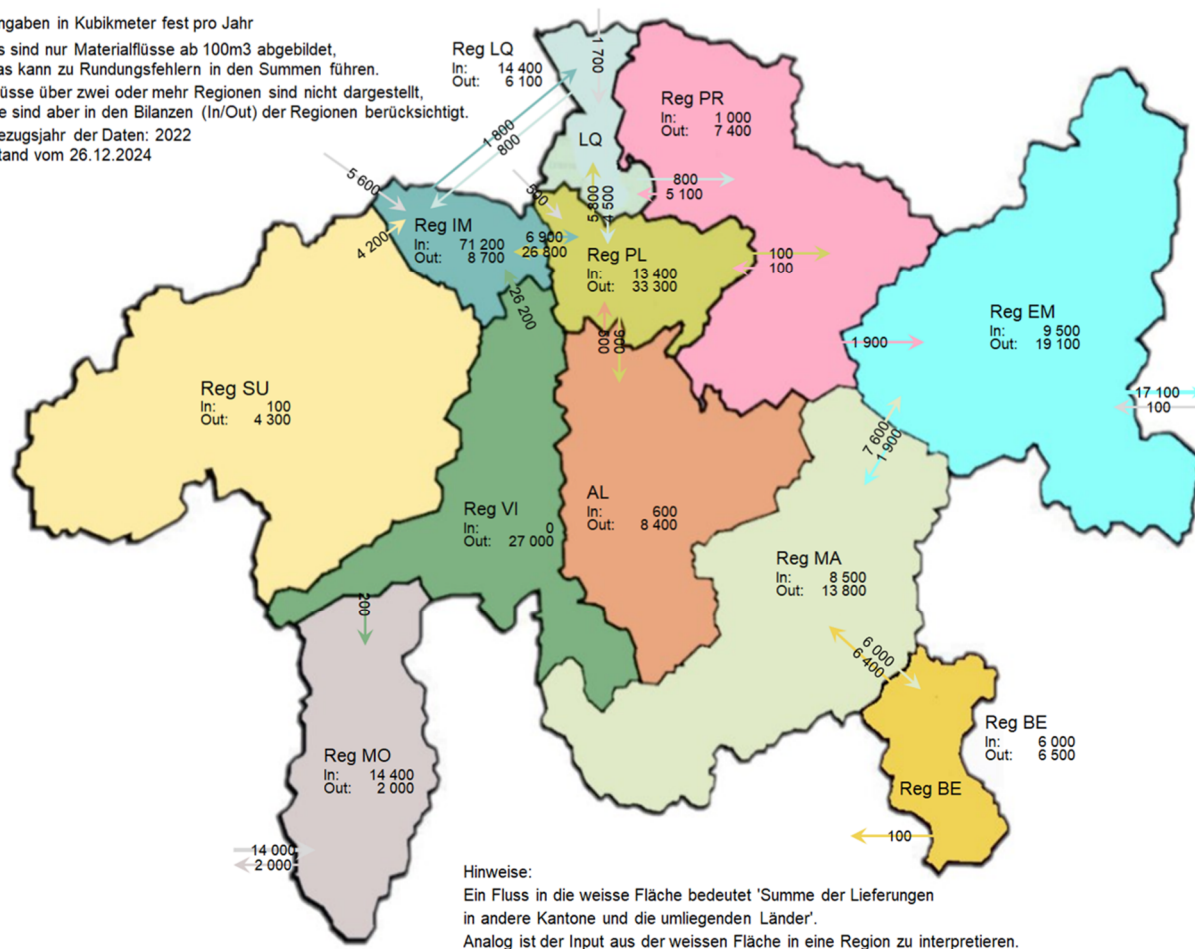 ngaben in Kubikmeter fest pro Jahr
s sind nur Materialflüsse ab 100m3 abgebildet,
as kann zu Rundungsfehlern in den Summen führen.
üsse über zwei oder mehr Regionen sind nicht dargestellt,
e sind aber in den Bilanzen (In/Out) der Regionen berücksichtigt.
ezugsjahr der Daten: 2022
tand vom 26.12.2024
Reg LQ
In: 14 400
Out: 6 100
1 700
LQ
Reg PR
In: 1 000
Out: 7 400
1 800
800
5 600
4 200
Reg IM
In: 71 200
Out: 8 700
5 800
4 500
800
5 100
6 900
26 800
26 200
Reg PL
In: 13 400
Out: 33 300
100
100
900
1 900
Reg EM
In: 9 500
Out: 19 100
17 100
100
7 600
1 900
Reg SU
In: 100
Out: 4 300
Reg VI
In: 0
Out: 27 000
AL
In: 600
Out: 8 400
Reg MA
In: 8 500
Out: 13 800
200
6 000
6 400
Reg MO
In: 14 400
Out: 2 000
14 000
2 000
Reg BE
In: 6 000
Out: 6 500
Reg BE
100
Hinweise:
Ein Fluss in die weisse Fläche bedeutet 'Summe der Lieferungen
in andere Kantone und die umliegenden Länder'.
Analog ist der Input aus der weissen Fläche in eine Region zu interpretieren.